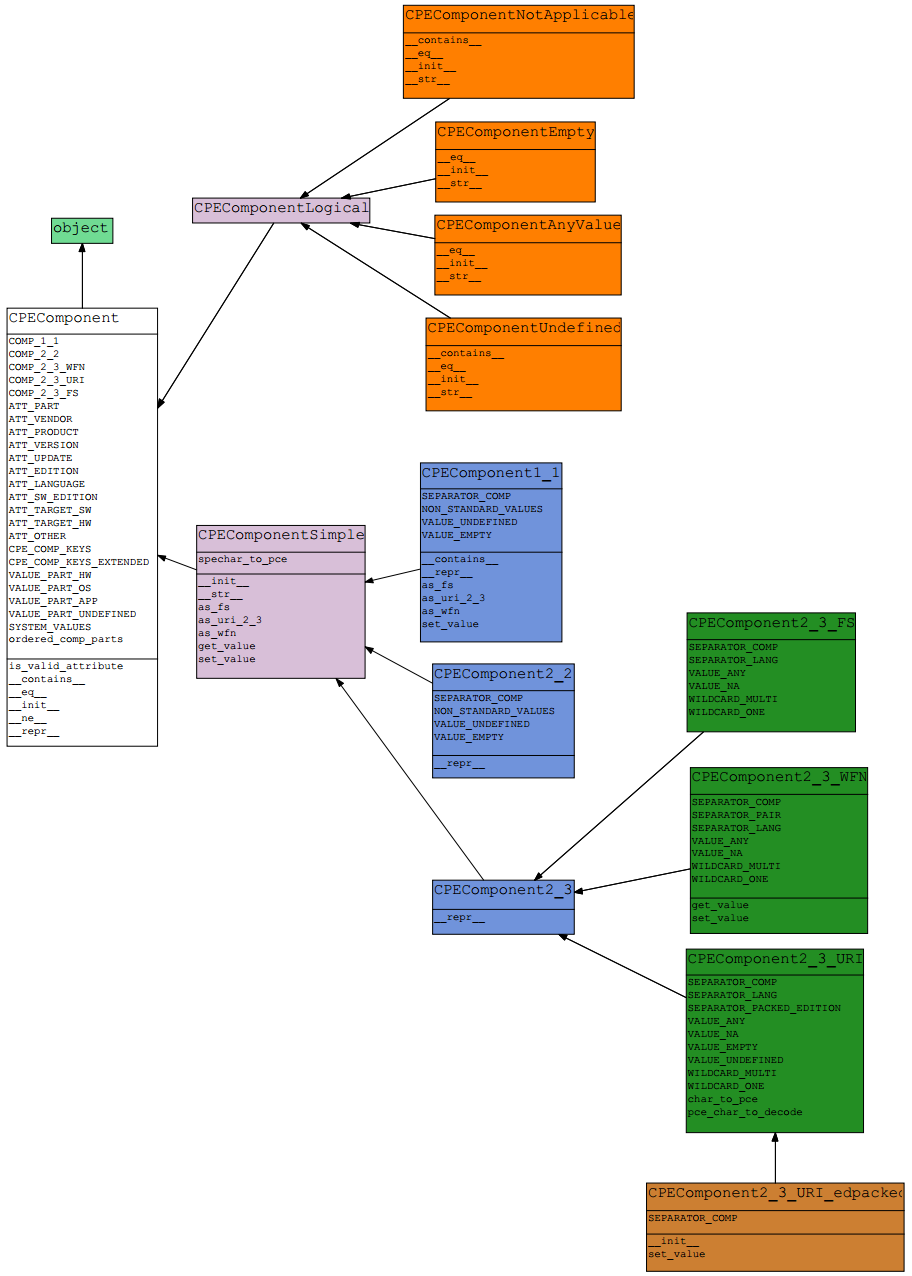 CPEComponentNotApplicable
__contains__
__eq__
__init__
__str__
CPEComponentEmpty
__eq__
__init__
__str__
CPEComponentLogical
CPEComponentAnyValue
__eq__
__init__
__str__
object
CPEComponent
COMP_1_1
COMP_2_2
COMP_2_3_WFN
COMP_2_3_URI
COMP_2_3_FS
ATT_PART
ATT_VENDOR
ATT_PRODUCT
ATT_VERSION
ATT_UPDATE
ATT_EDITION
ATT_LANGUAGE
ATT_SW_EDITION
ATT_TARGET_SW
ATT_TARGET_HW
ATT_OTHER
CPE_COMP_KEYS
CPE_COMP_KEYS_EXTENDED
VALUE_PART_HW
VALUE_PART_OS
VALUE_PART_APP
VALUE_PART_UNDEFINED
SYSTEM_VALUES
ordered_comp_parts
is_valid_attribute
__contains__
__eq__
__init__
__ne__
__repr__
CPEComponentUndefined
__contains__
__eq__
__init__
__str__
CPEComponentSimple
spechar_to_pce
__init__
__str__
as_fs
as_uri_2_3
as_wfn
get_value
set_value
CPEComponent1_1
SEPARATOR_COMP
NON_STANDARD_VALUES
VALUE_UNDEFINED
VALUE_EMPTY
__contains__
__repr__
as_fs
as_uri_2_3
as_wfn
set_value
CPEComponent2_2
SEPARATOR_COMP
NON_STANDARD_VALUES
VALUE_UNDEFINED
VALUE_EMPTY
__repr__
CPEComponent2_3
__repr__
CPEComponent2_3_FS
SEPARATOR_COMP
SEPARATOR_LANG
VALUE_ANY
VALUE_NA
WILDCARD_MULTI
WILDCARD_ONE
CPEComponent2_3_WFN
SEPARATOR_COMP
SEPARATOR_PAIR
SEPARATOR_LANG
VALUE_ANY
VALUE_NA
WILDCARD_MULTI
WILDCARD_ONE
get_value
set_value
CPEComponent2_3_URI
SEPARATOR_COMP
SEPARATOR_LANG
SEPARATOR_PACKED_EDITION
VALUE_ANY
VALUE_NA
VALUE_EMPTY
VALUE_UNDEFINED
WILDCARD_MULTI
WILDCARD_ONE
char_to_pce
pce_char_to_decode
CPEComponent2_3_URI_edpacked
SEPARATOR_COMP
__init__
set_value